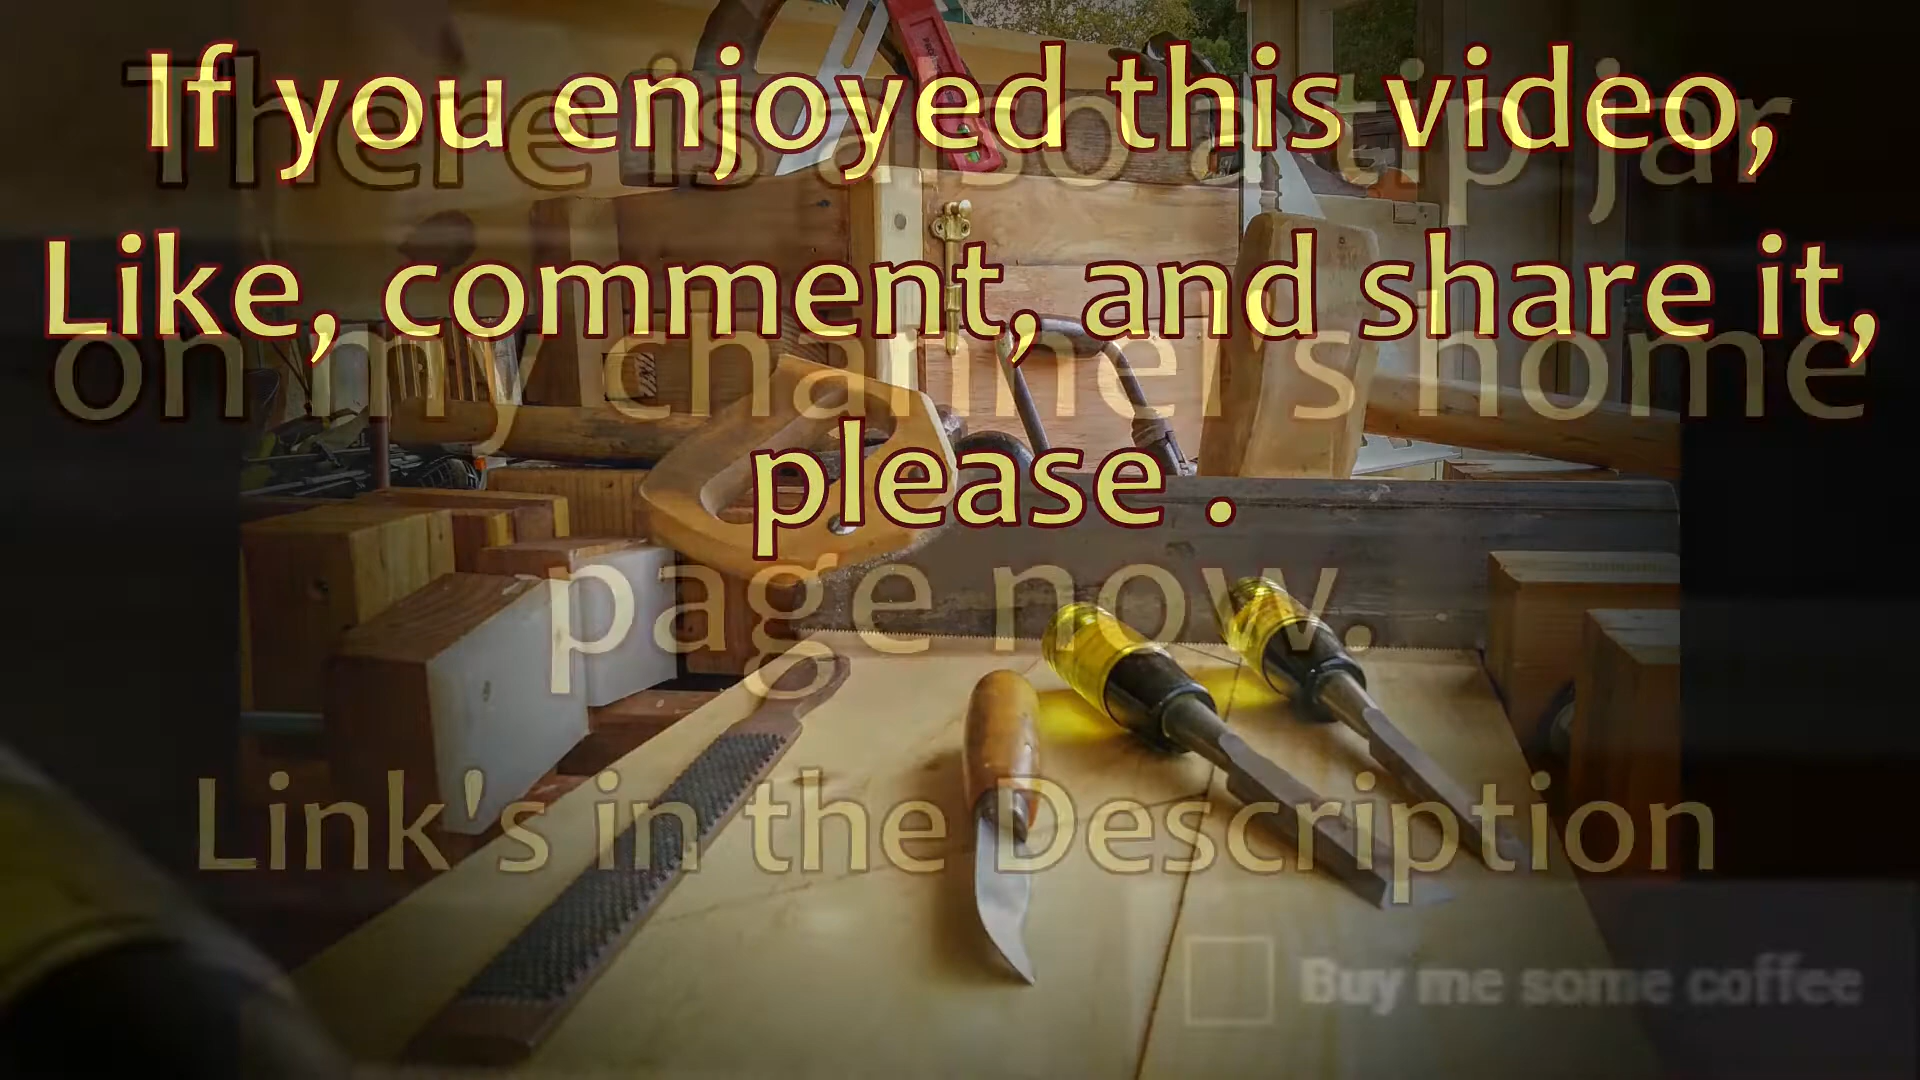 If you enjoyed this video,
Like, comment, and share it,
please .
There is also a tip jar
on my channel's home
page now.
Link's in the Description
Buy me some coffee